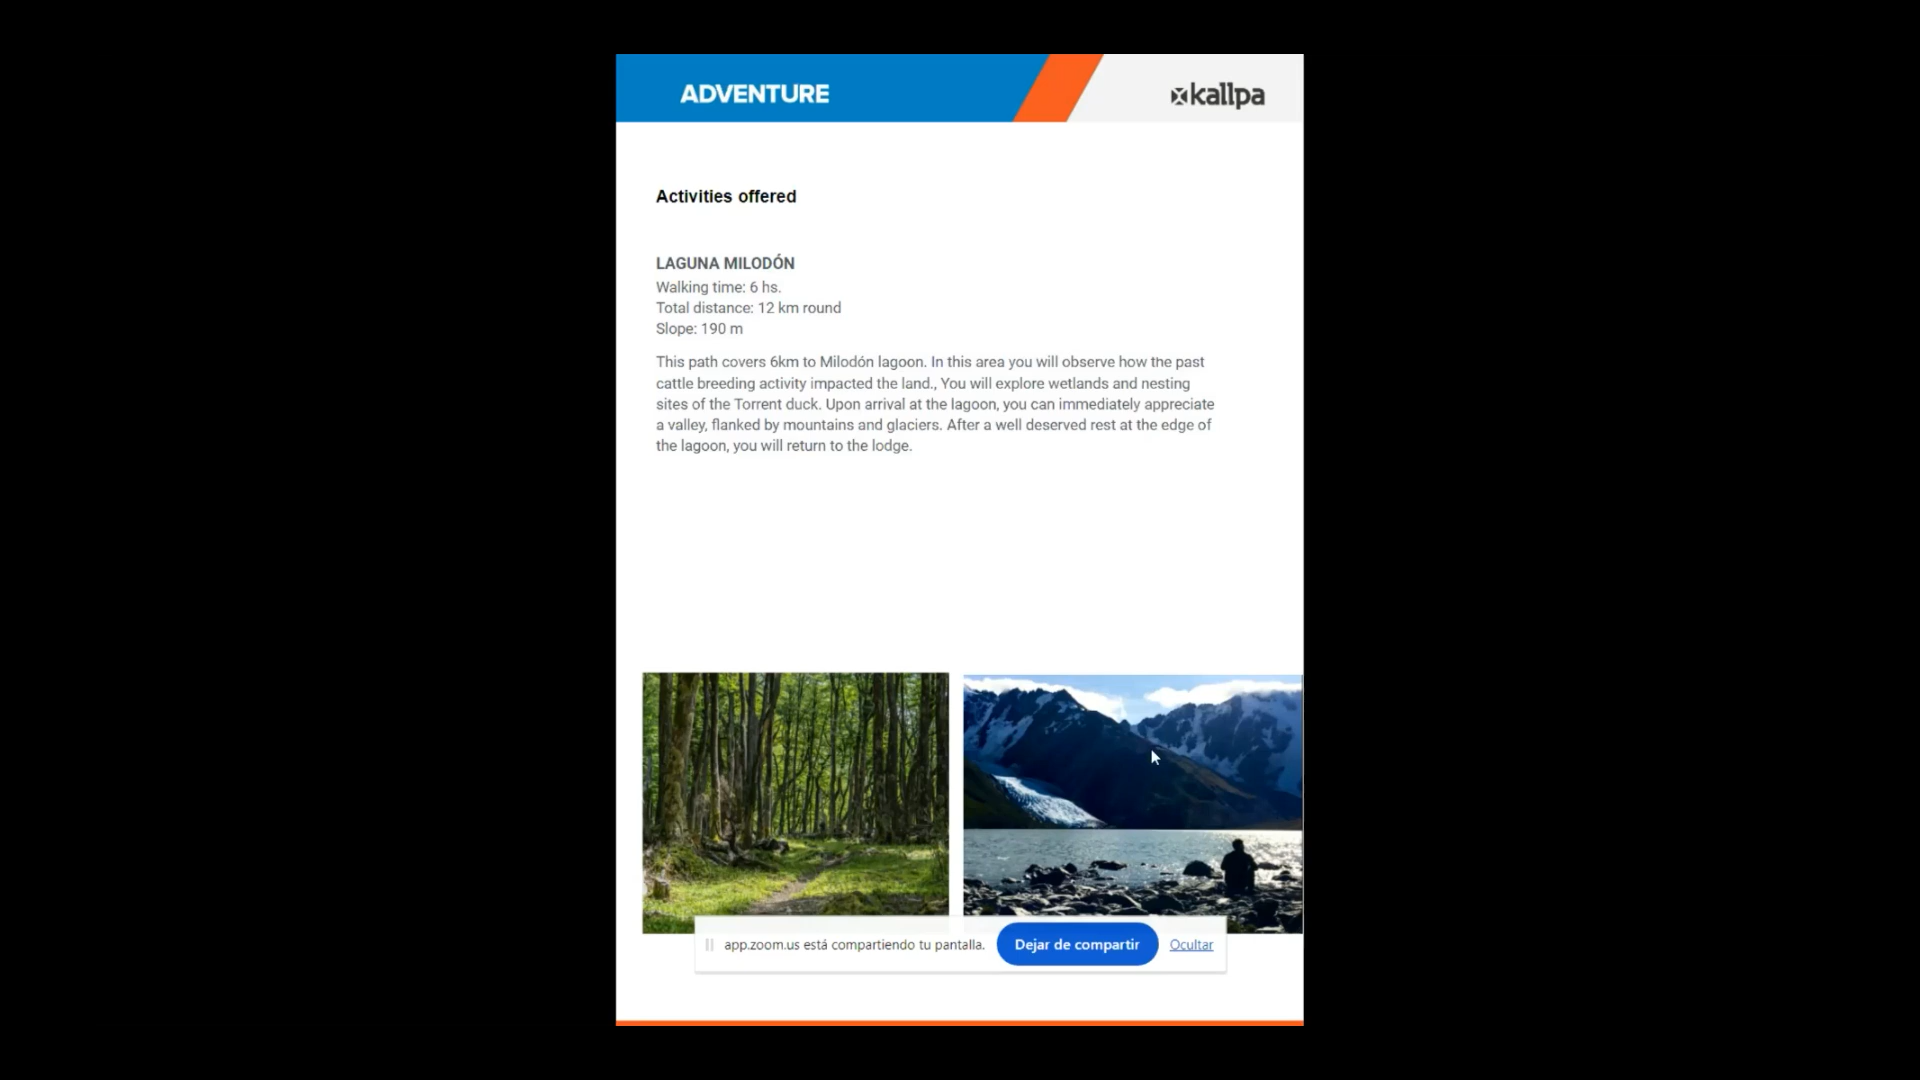 ADVENTURE
kallpa
Activities offered
LAGUNA MILODÓN
Walking time: 6 hs.
Total distance: 12 km round
Slope: 190 m
This path covers 6km to Milodón lagoon. In this area you will observe how the past
cattle breeding activity impacted the land., You will explore wetlands and nesting
sites of the Torrent duck. Upon arrival at the lagoon, you can immediately appreciate
a valley, flanked by mountains and glaciers. After a well deserved rest at the edge of
the lagoon, you will return to the lodge.
app.zoom.us está compartiendo tu pantalla. Dejar de compartir Ocultar